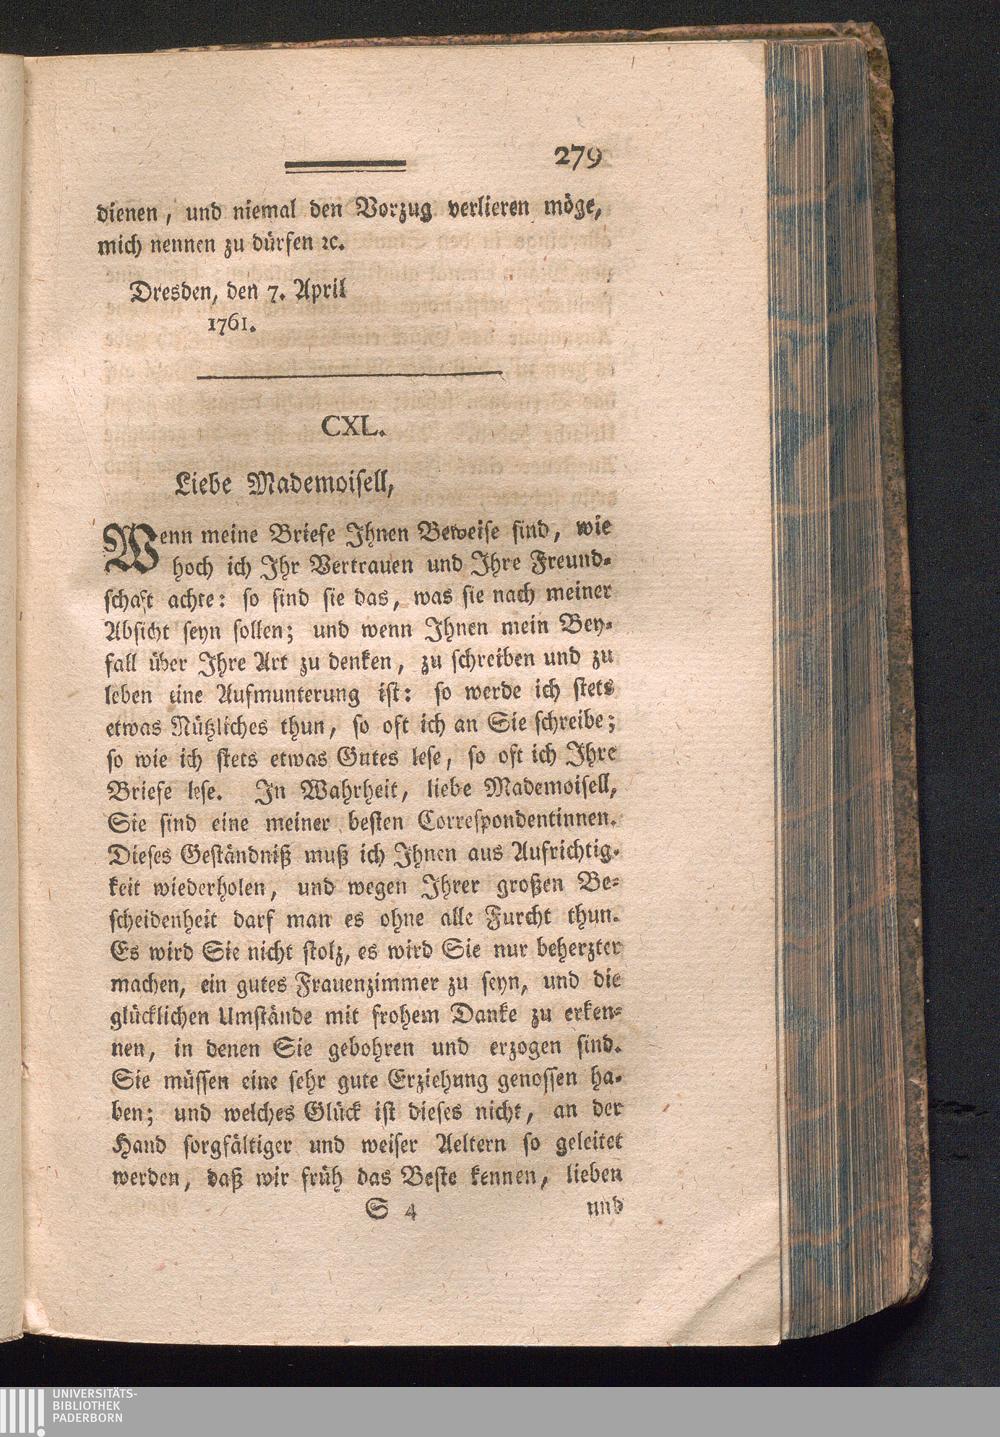 279
dienen, und niemal den Vorzug verlieren möge,
mich nennen zu dürfen ꝛc.
Dresden, den 7. April
1761.
CXL.
Liebe Mademoisell,
Wenn meine Briefe Ihnen Beweise sind, wie
hoch ich Ihr Vertrauen und Ihre Freund-
schaft achte: so sind sie das, was sie nach meiner
Absicht seyn sollen; und wenn Ihnen mein Bey-
fall über Ihre Art zu denken, zu schreiben und zu
leben eine Aufmunterung ist: so werde ich stets
etwas Nützliches thun, so oft ich an Sie schreibe;
so wie ich stets etwas Gutes lese, so oft ich Ihre
Briefe lese. In Wahrheit, liebe Mademoisell,
Sie sind eine meiner besten Correspondentinnen.
Dieses Geständniß muß ich Ihnen aus Aufrichtig-
keit wiederholen, und wegen Ihrer großen Be-
scheidenheit darf man es ohne alle Furcht thun.
Es wird Sie nicht stolz, es wird Sie nur beherzter
machen, ein gutes Frauenzimmer zu seyn, und die
glücklichen Umstände mit frohem Danke zu erken-
nen, in denen Sie gebohren und erzogen sind.
Sie müssen eine sehr gute Erziehung genossen ha-
ben; und welches Glück ist dieses nicht, an der
Hand sorgfältiger und weiser Aeltern so geleitet
werden, daß wir früh das Beste kennen, lieben
S 4 und
UNIVERSITÄTS-
BIBLIOTHEK
PADERBORN